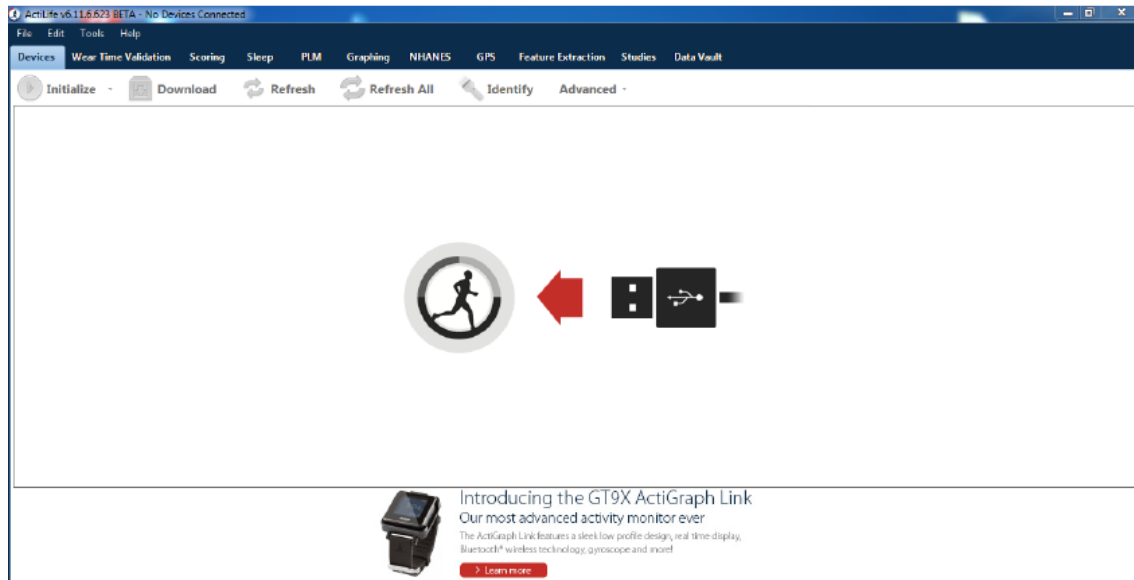 ActiLife v6.11.6.623 BETA - No Devices Connected
File Edit Tools Help
Devices Wear Time Validation Scoring Sleep PLM Graphing NHANES GPS Feature Extraction Studies Data Vault
Initialize Download Refresh Refresh All Identify Advanced
Introducing the GT9X ActiGraph Link
Our most advanced activity monitor ever
The ActiGraph Link features a sleek low profile design, real time display,
Bluetooth® wireless technology, gyroscope and more!
> Learn more